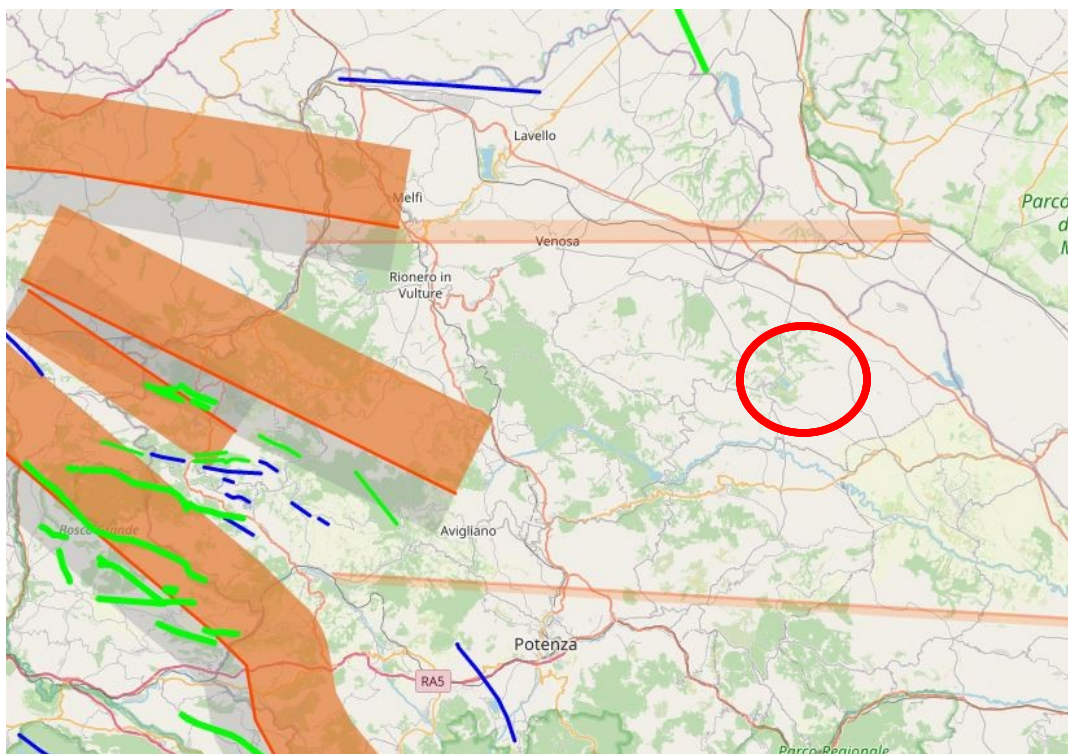 Lavello
Melfi
Parco
d
M
Venosa
Rionero in
Vulture
Bosco Grande
Avigliano
Potenza
RA5
Parco Regionale